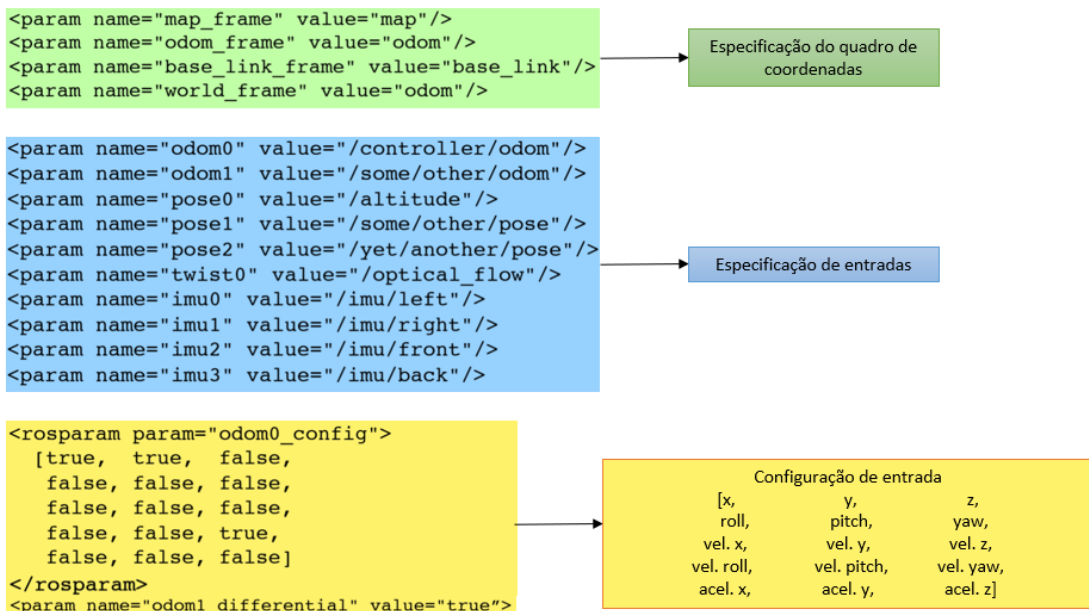 <param name="map_frame" value="map"/>
<param name="odom_frame" value="odom"/>
<param name="base_link_frame" value="base_link"/>
<param name="world_frame" value="odom"/>
Especificação do quadro de
coordenadas
<param name="odom0" value="/controller/odom"/>
<param name="odom1" value="/some/other/odom"/>
<param name="pose0" value="/altitude"/>
<param name="pose1" value="/some/other/pose"/>
<param name="pose2" value="/yet/another/pose"/>
<param name="twist0" value="/optical_flow"/>
<param name="imu0" value="/imu/left"/>
<param name="imu1" value="/imu/right"/>
<param name="imu2" value="/imu/front"/>
<param name="imu3" value="/imu/back"/>
Especificação de entradas
<rosparam param="odom0_config">
[true, true, false,
false, false, false,
false, false, false,
false, false, true,
false, false, false]
</rosparam>
<param name="odom1_differential" value="true”>
Configuração de entrada
[x, y, z,
roll, pitch, yaw,
vel. x, vel. y, vel. z,
vel. roll, vel. pitch, vel. yaw,
acel. x, acel. y, acel. z]